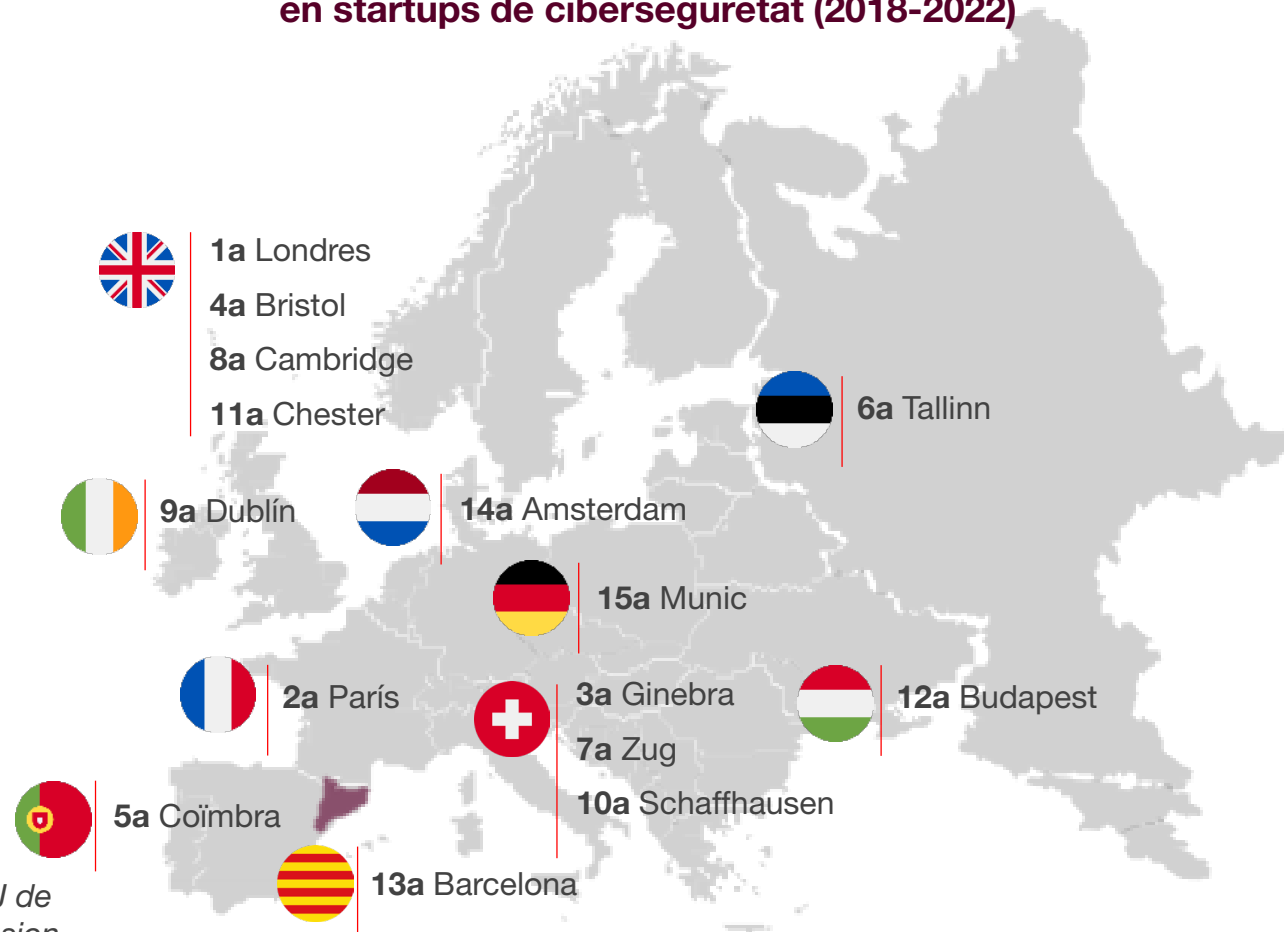 en startups de ciberseguretat (2018-2022)
1a Londres
4a Bristol
8a Cambridge
11a Chester
6a Tallinn
9a Dublín
14a Amsterdam
15a Munic
2a París
3a Ginebra
7a Zug
10a Schaffhausen
12a Budapest
5a Coïmbra
13a Barcelona
de